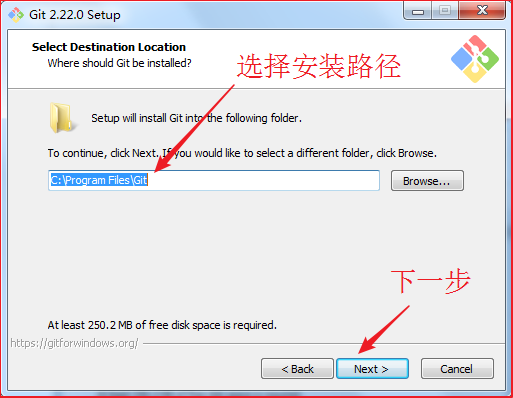 Git 2.22.0 Setup
Select Destination Location
Where should Git be installed?
选择安装路径
Setup will install Git into the following folder.
To continue, click Next. If you would like to select a different folder, click Browse.
C:\Program Files\Git
Browse...
下一步
At least 250.2 MB of free disk space is required.
https://gitforwindows.org/
< Back
Next >
Cancel